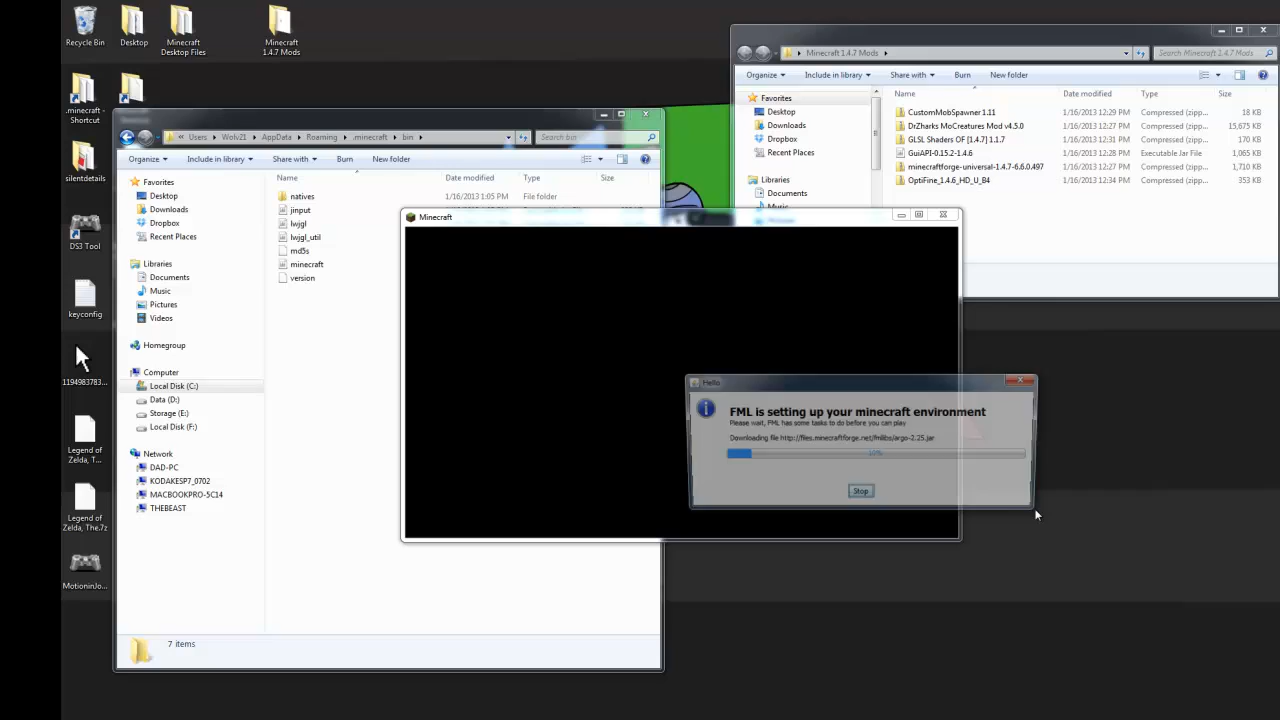 Recycle Bin
Desktop
Minecraft
Desktop Files
Minecraft
1.4.7 Mods
.minecraft -
Shortcut
silentdetails
DS3 Tool
keyconfig
1194983783...
Legend of
Zelda, T...
Legend of
Zelda, The.7z
MotioninJo...
Users
Wolv21
AppData
Roaming
.minecraft
bin
Search bin
Organize
Include in library
Share with
Burn
New folder
Favorites
Desktop
Downloads
Dropbox
Recent Places
Libraries
Documents
Music
Pictures
Videos
Homegroup
Computer
Local Disk (C:)
Data (D:)
Storage (E:)
Local Disk (F:)
Network
DAD-PC
KODAKESP7_0702
MACBOOKPRO-5C14
THEBEAST
Name Date modified Type Size
natives 1/16/2013 1:05 PM File folder
jinput
lwjgl
lwjgl_util
md5s
minecraft
version
7 items
Minecraft 1.4.7 Mods
Search Minecraft 1.4.7 Mods
Organize
Include in library
Share with
Burn
New folder
Favorites
Desktop
Downloads
Dropbox
Recent Places
Libraries
Documents
Music
Name Date modified Type Size
CustomMobSpawner 1.11 1/16/2013 12:29 PM Compressed (zipp... 18 KB
DrZharks MoCreatures Mod v4.5.0 1/16/2013 12:27 PM Compressed (zipp... 15,675 KB
GLSL Shaders OF [1.4.7] 1.1.7 1/16/2013 12:31 PM Compressed (zipp... 170 KB
GuiAPI-0.15.2-1.4.6 1/16/2013 12:28 PM Executable Jar File 1,065 KB
minecraftforge-universal-1.4.7-6.6.0.497 1/16/2013 12:27 PM Compressed (zipp... 1,710 KB
OptiFine_1.4.6_HD_U_B4 1/16/2013 12:34 PM Compressed (zipp... 353 KB
Minecraft
Hello
FML is setting up your minecraft environment
Please wait, FML has some tasks to do before you can play
Downloading file http://files.minecraftforge.net/fmllibs/argo-2.25.jar
10%
Stop